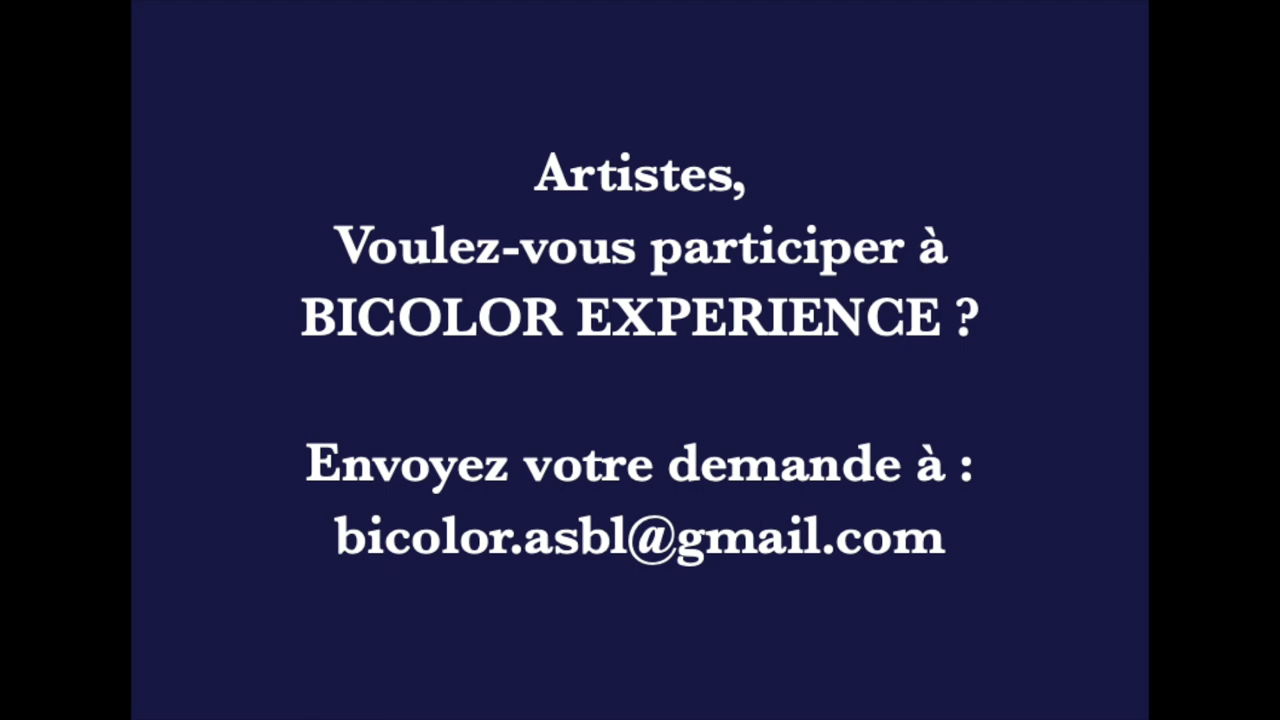 Artistes,
Voulez-vous participer à
BICOLOR EXPERIENCE ?
Envoyez votre demande à :
bicolor.asbl@gmail.com